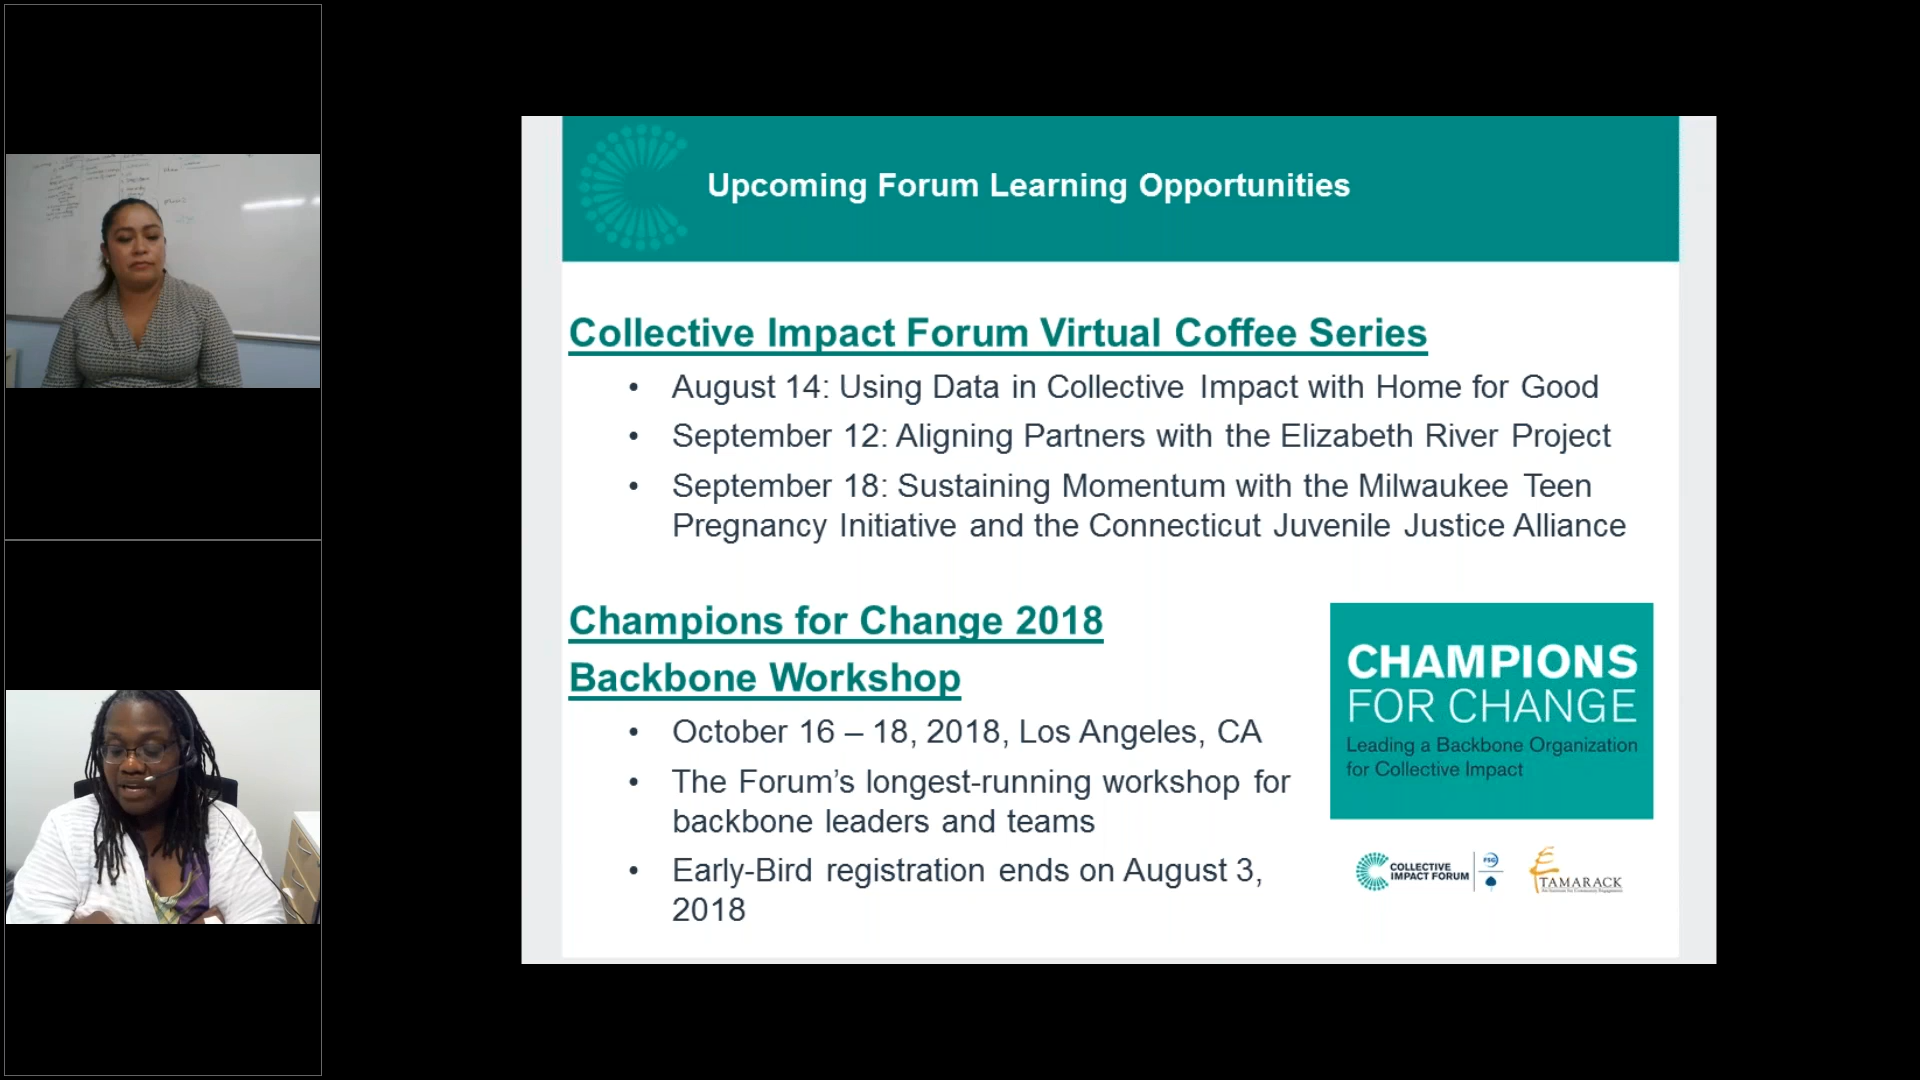 Upcoming Forum Learning Opportunities
Collective Impact Forum Virtual Coffee Series
• August 14: Using Data in Collective Impact with Home for Good
• September 12: Aligning Partners with the Elizabeth River Project
• September 18: Sustaining Momentum with the Milwaukee Teen
Pregnancy Initiative and the Connecticut Juvenile Justice Alliance
Champions for Change 2018
Backbone Workshop
• October 16 – 18, 2018, Los Angeles, CA
• The Forum’s longest-running workshop for
backbone leaders and teams
• Early-Bird registration ends on August 3,
2018
CHAMPIONS
FOR CHANGE
Leading a Backbone Organization
for Collective Impact
COLLECTIVE
IMPACT FORUM
FSG
TAMARACK